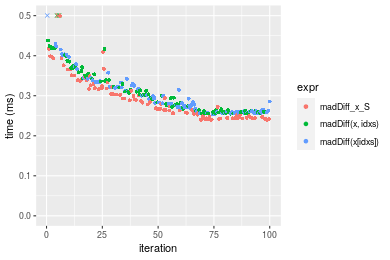 0.5
0.4
0.3
0.2
0.1
0.0
time (ms)
0
25
50
75
100
iteration
expr
madDiff_x_S
madDiff(x, idxs)
madDiff(x[idxs])